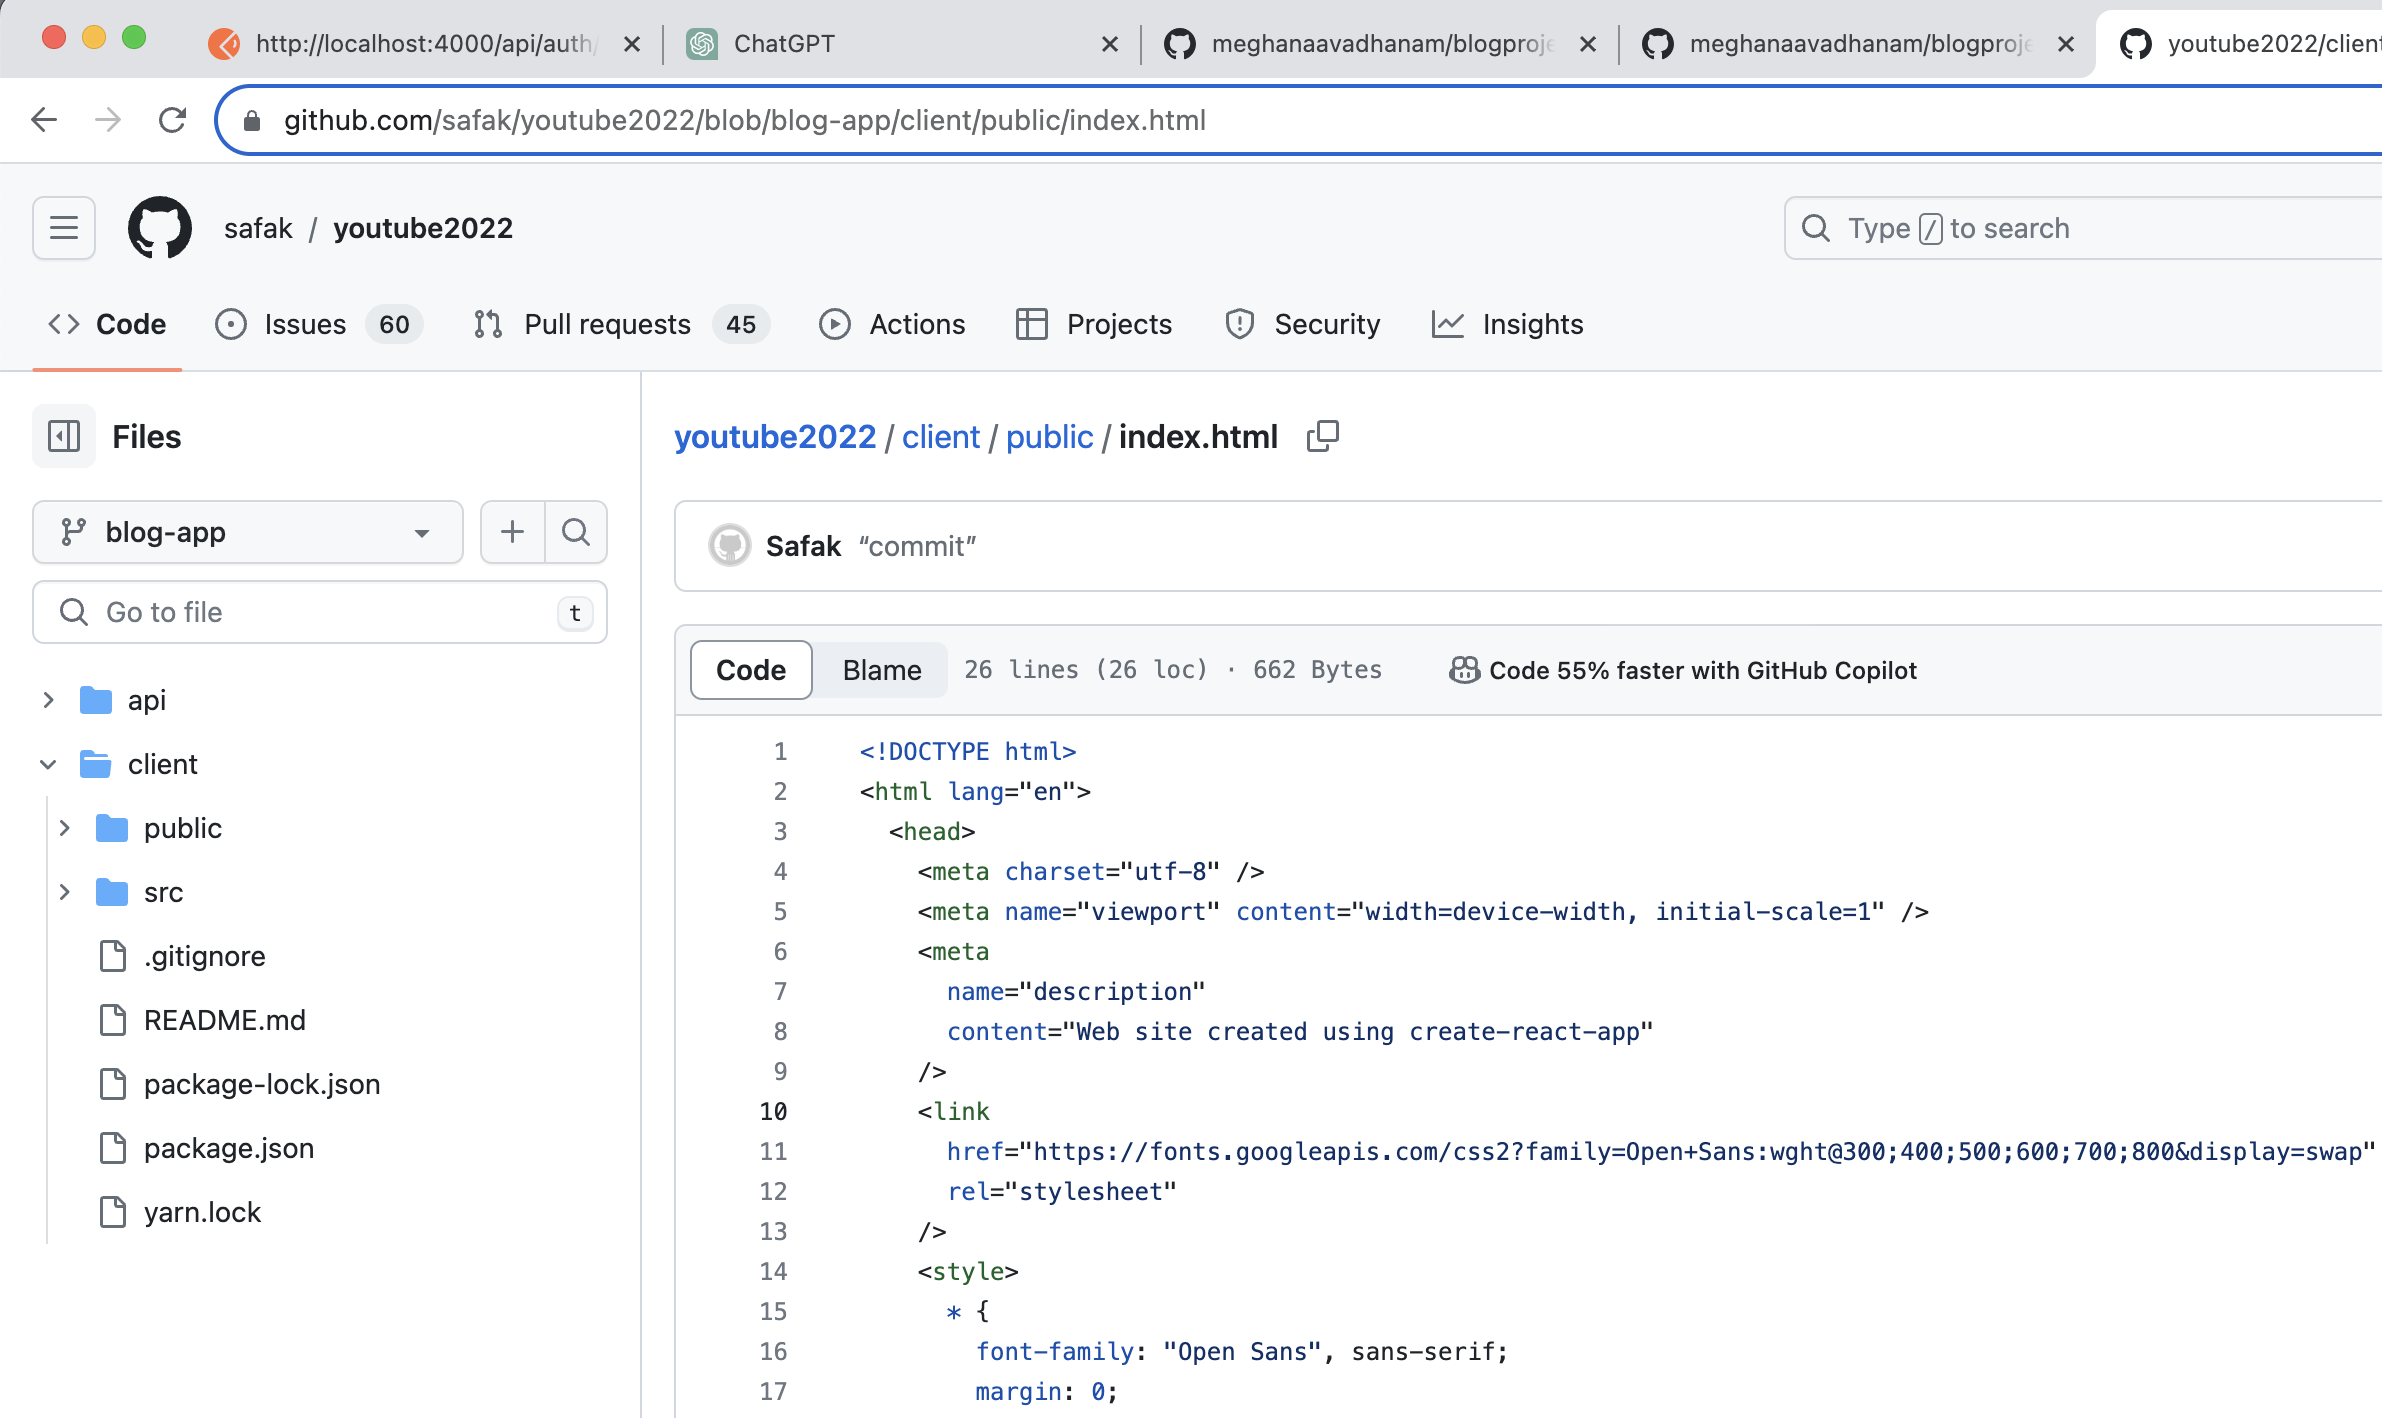 http://localhost:4000/api/auth/
ChatGPT
meghanaavadhanam/blogproje
meghanaavadhanam/blogproje
youtube2022/client
github.com/safak/youtube2022/blob/blog-app/client/public/index.html
safak / youtube2022
Type / to search
Code
Issues 60
Pull requests 45
Actions
Projects
Security
Insights
Files
blog-app
Go to file
t
api
client
public
src
.gitignore
README.md
package-lock.json
package.json
yarn.lock
youtube2022 / client / public / index.html
Safak “commit”
Code
Blame
26 lines (26 loc) · 662 Bytes
Code 55% faster with GitHub Copilot
1 <!DOCTYPE html>
2 <html lang="en">
3 <head>
4 <meta charset="utf-8" />
5 <meta name="viewport" content="width=device-width, initial-scale=1" />
6 <meta
7 name="description"
8 content="Web site created using create-react-app"
9 />
10 <link
11 href="https://fonts.googleapis.com/css2?family=Open+Sans:wght@300;400;500;600;700;800&display=swap"
12 rel="stylesheet"
13 />
14 <style>
15 * {
16 font-family: "Open Sans", sans-serif;
17 margin: 0;